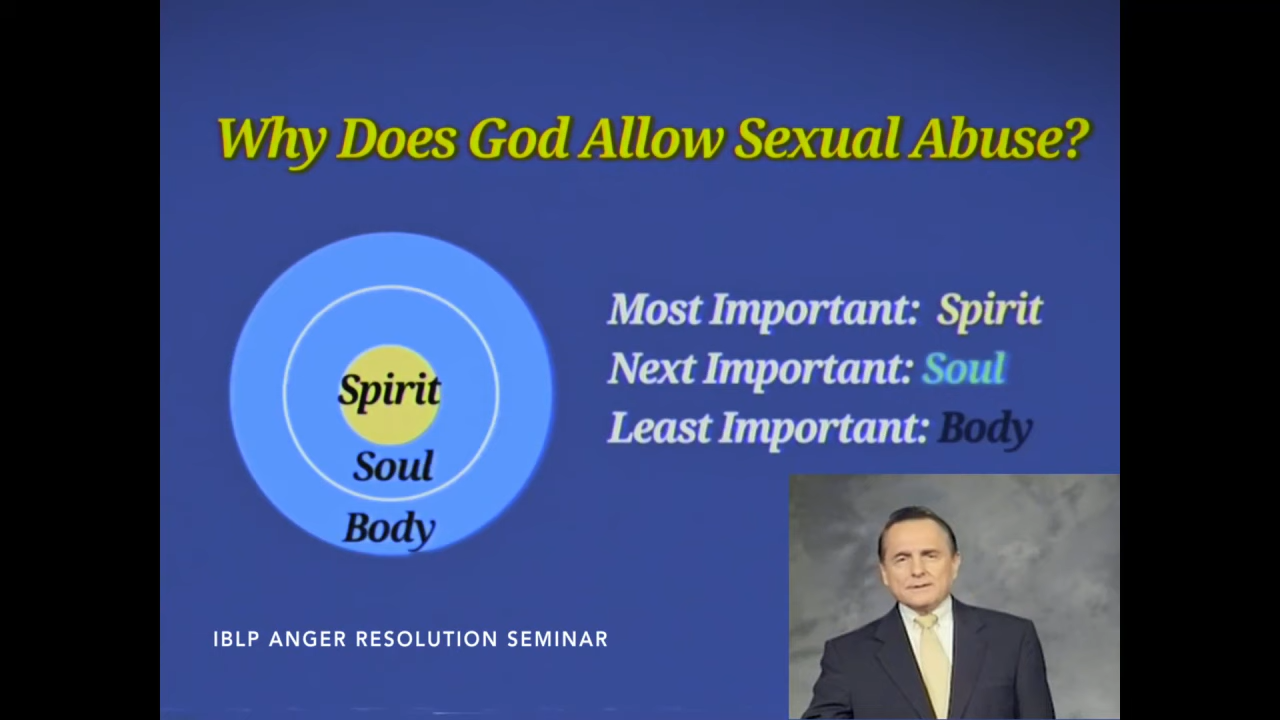 Why Does God Allow Sexual Abuse?
Spirit
Soul
Body
Most Important: Spirit
Next Important: Soul
Least Important: Body
IBLP ANGER RESOLUTION SEMINAR